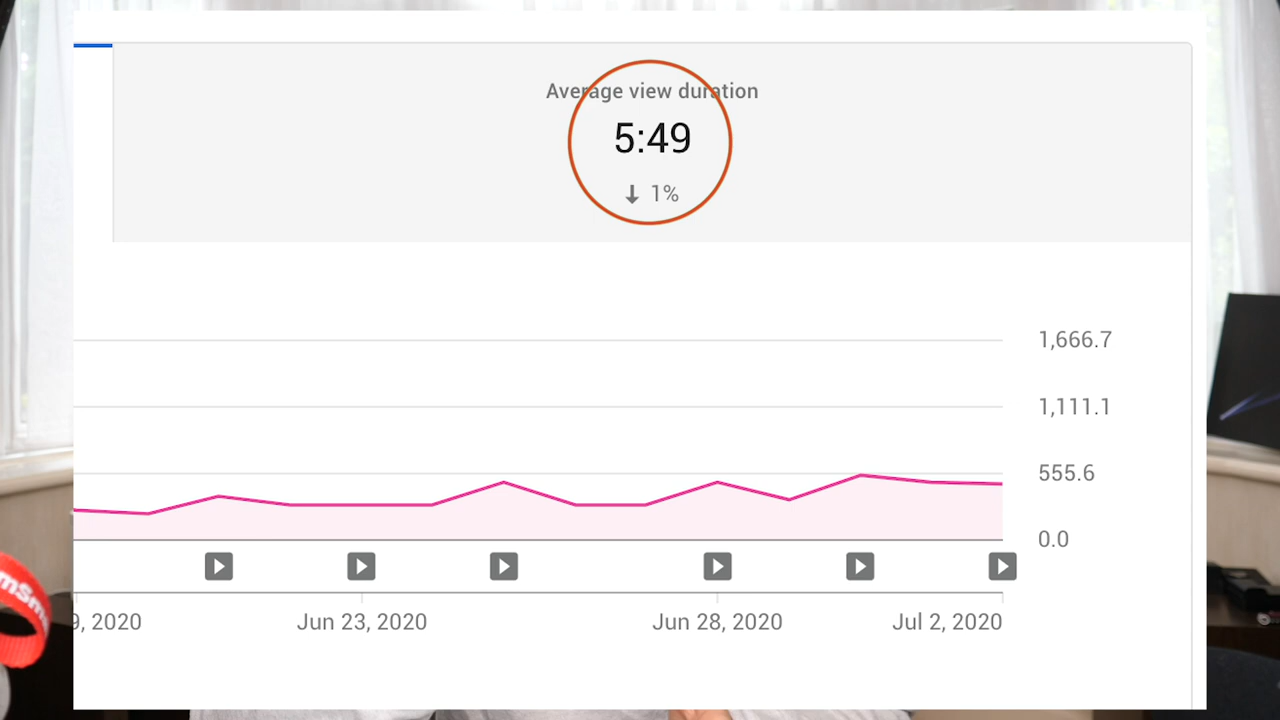 Average view duration
5:49
1%
1,666.7
1,111.1
555.6
0.0
9, 2020
Jun 23, 2020
Jun 28, 2020
Jul 2, 2020